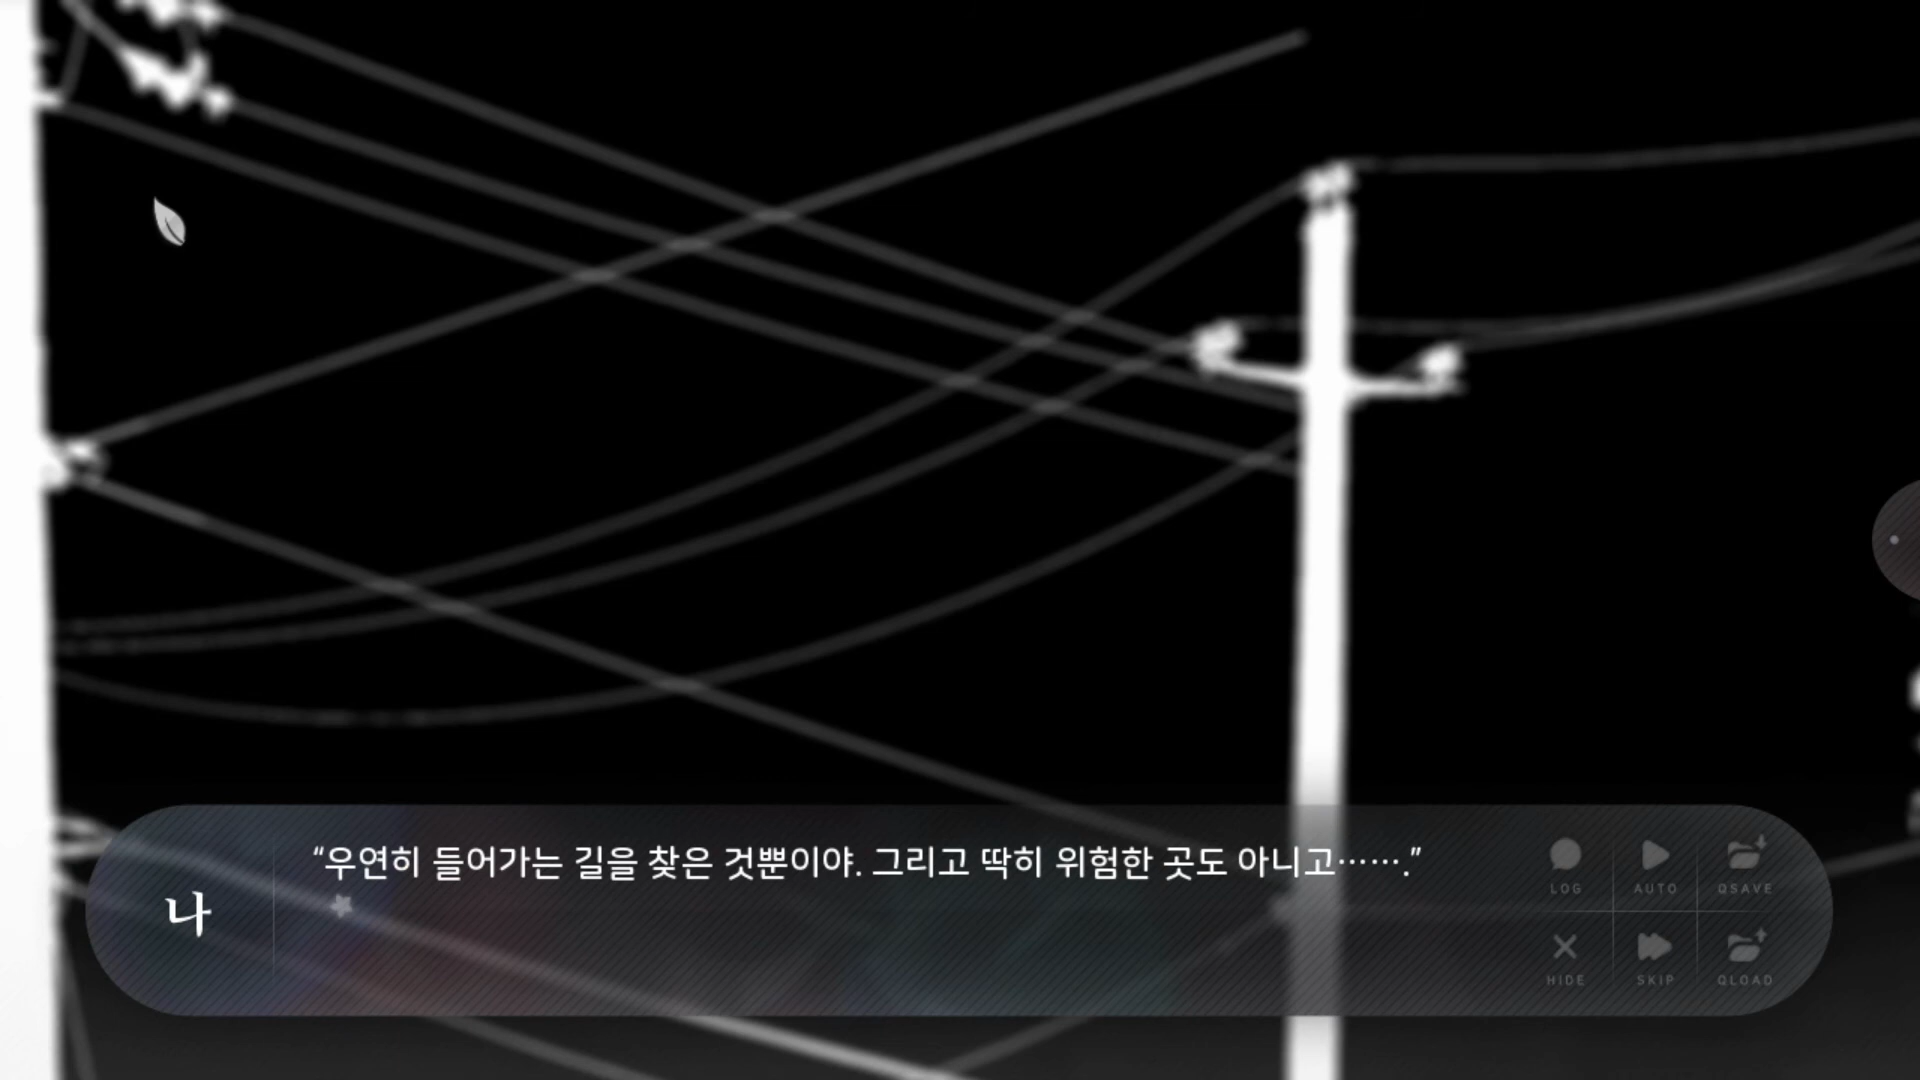 “우연히 들어가는 길을 찾은 것뿐이야. 그리고 딱히 위험한 곳도 아니고…….”
나
LOG
AUTO
QSAVE
HIDE
SKIP
QLOAD